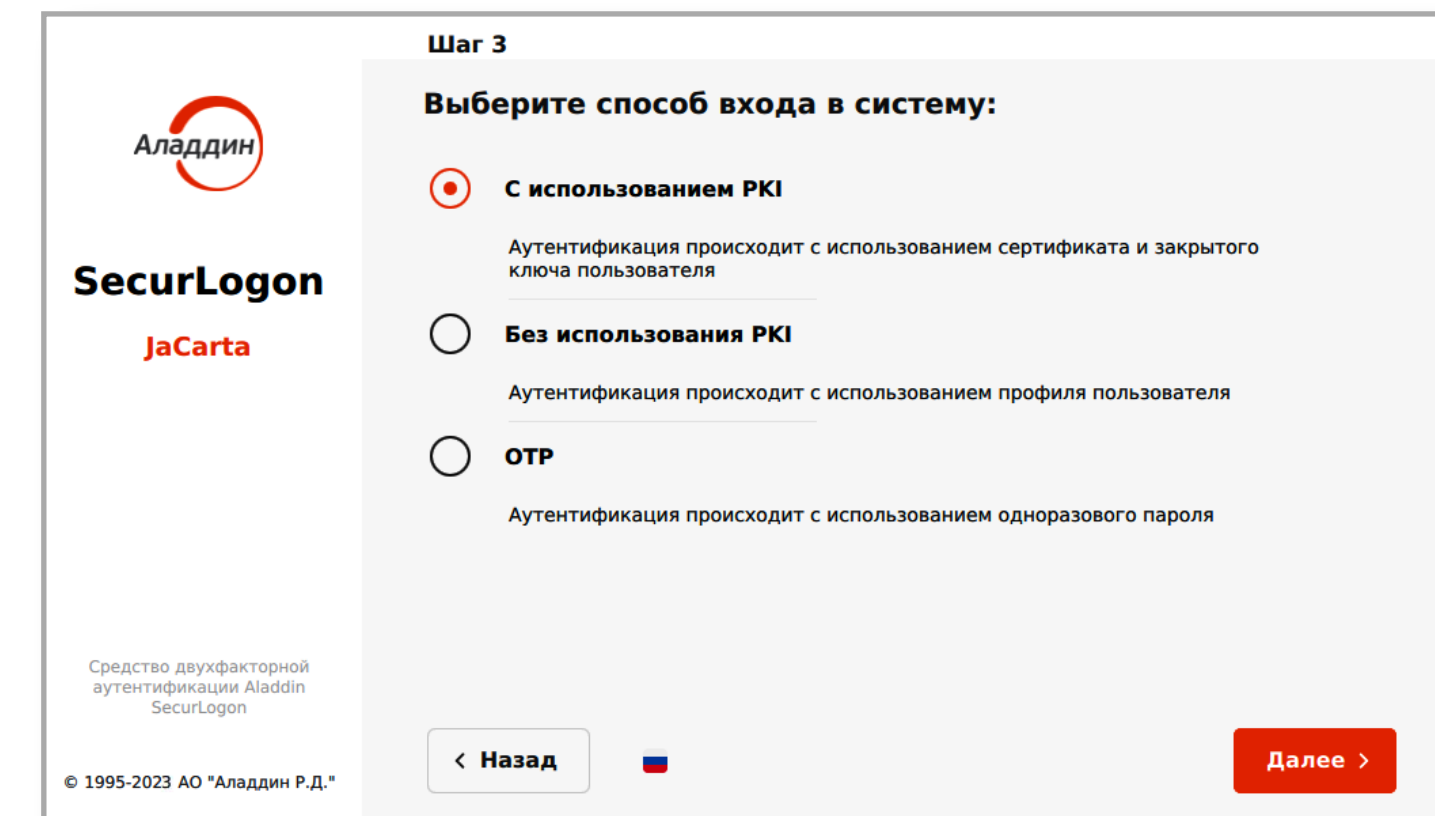 Шаг 3
Аладдин
SecurLogon
JaCarta
Средство двухфакторной
аутентификации Aladdin
SecurLogon
© 1995-2023 АО "Аладдин Р.Д."
Выберите способ входа в систему:
С использованием PKI
Аутентификация происходит с использованием сертификата и закрытого
ключа пользователя
Без использования PKI
Аутентификация происходит с использованием профиля пользователя
OTP
Аутентификация происходит с использованием одноразового пароля
< Назад
Далее >